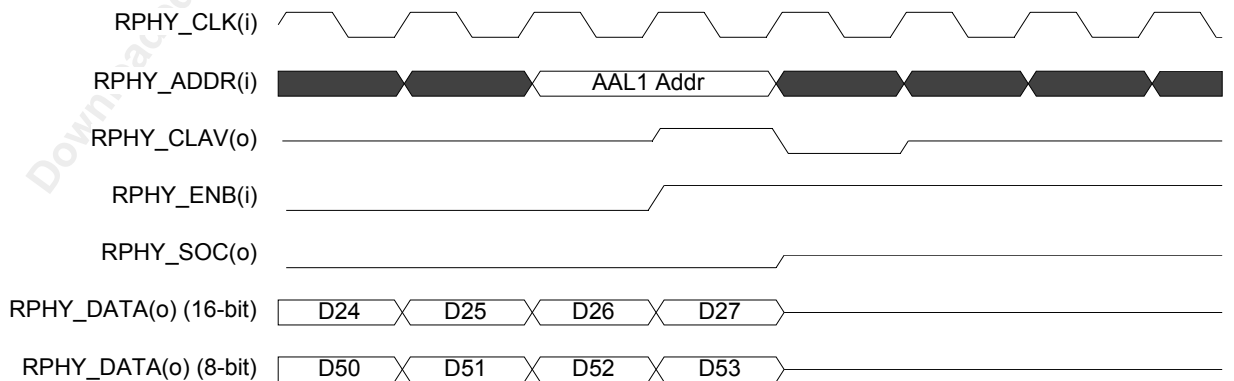 RPHY_CLK(i)
RPHY_ADDR(i) AAL1 Addr
RPHY_CLAV(o)
RPHY_ENB(i)
RPHY_SOC(o)
RPHY_DATA(o) (16-bit) D24 D25 D26 D27
RPHY_DATA(o) (8-bit) D50 D51 D52 D53